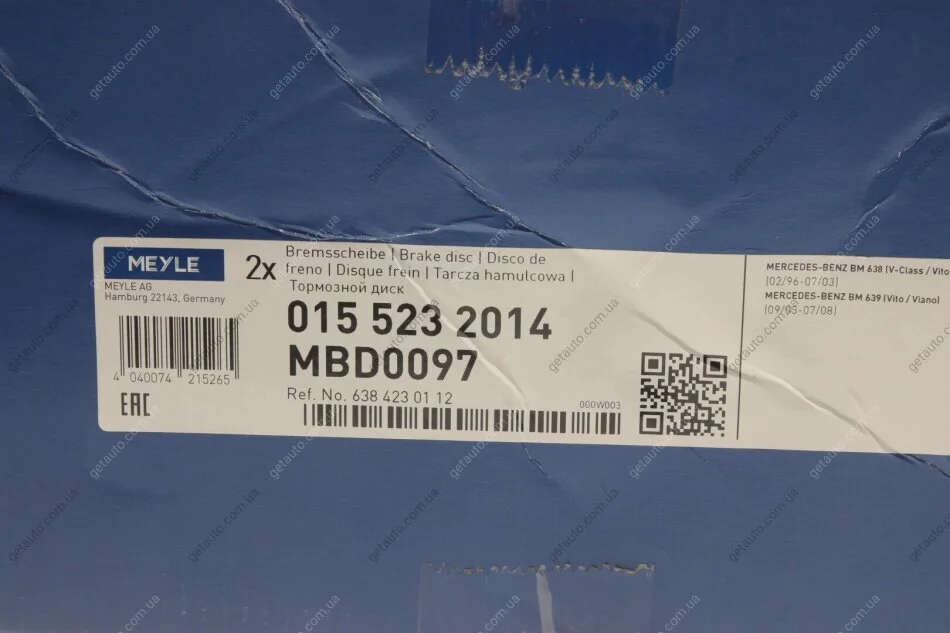 MEYLE
MEYLE AG
Hamburg 22143, Germany
4 040074 215265
EAC
2x
Bremsscheibe | Brake disc | Disco de
freno | Disque frein | Tarcza hamulcowa |
Тормозной диск
015 523 2014
MBD0097
Ref. No. 638 423 01 12
000W003
MERCEDES-BENZ BM 638 (V-Class / Vito
(02/96-07/03)
MERCEDES-BENZ BM 639 (Vito / Viano)
(09/03-07/08)
getauto.com.ua